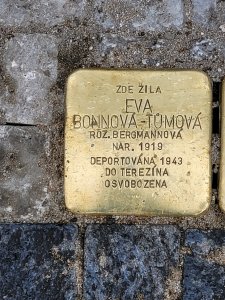 ZDE ŽILA
EVA
BONNOVÁ-TŮMOVÁ
ROZ. BERGMANNOVÁ
NAR. 1919
DEPORTOVÁNA 1943
DO TEREZÍNA
OSVOBOZENA